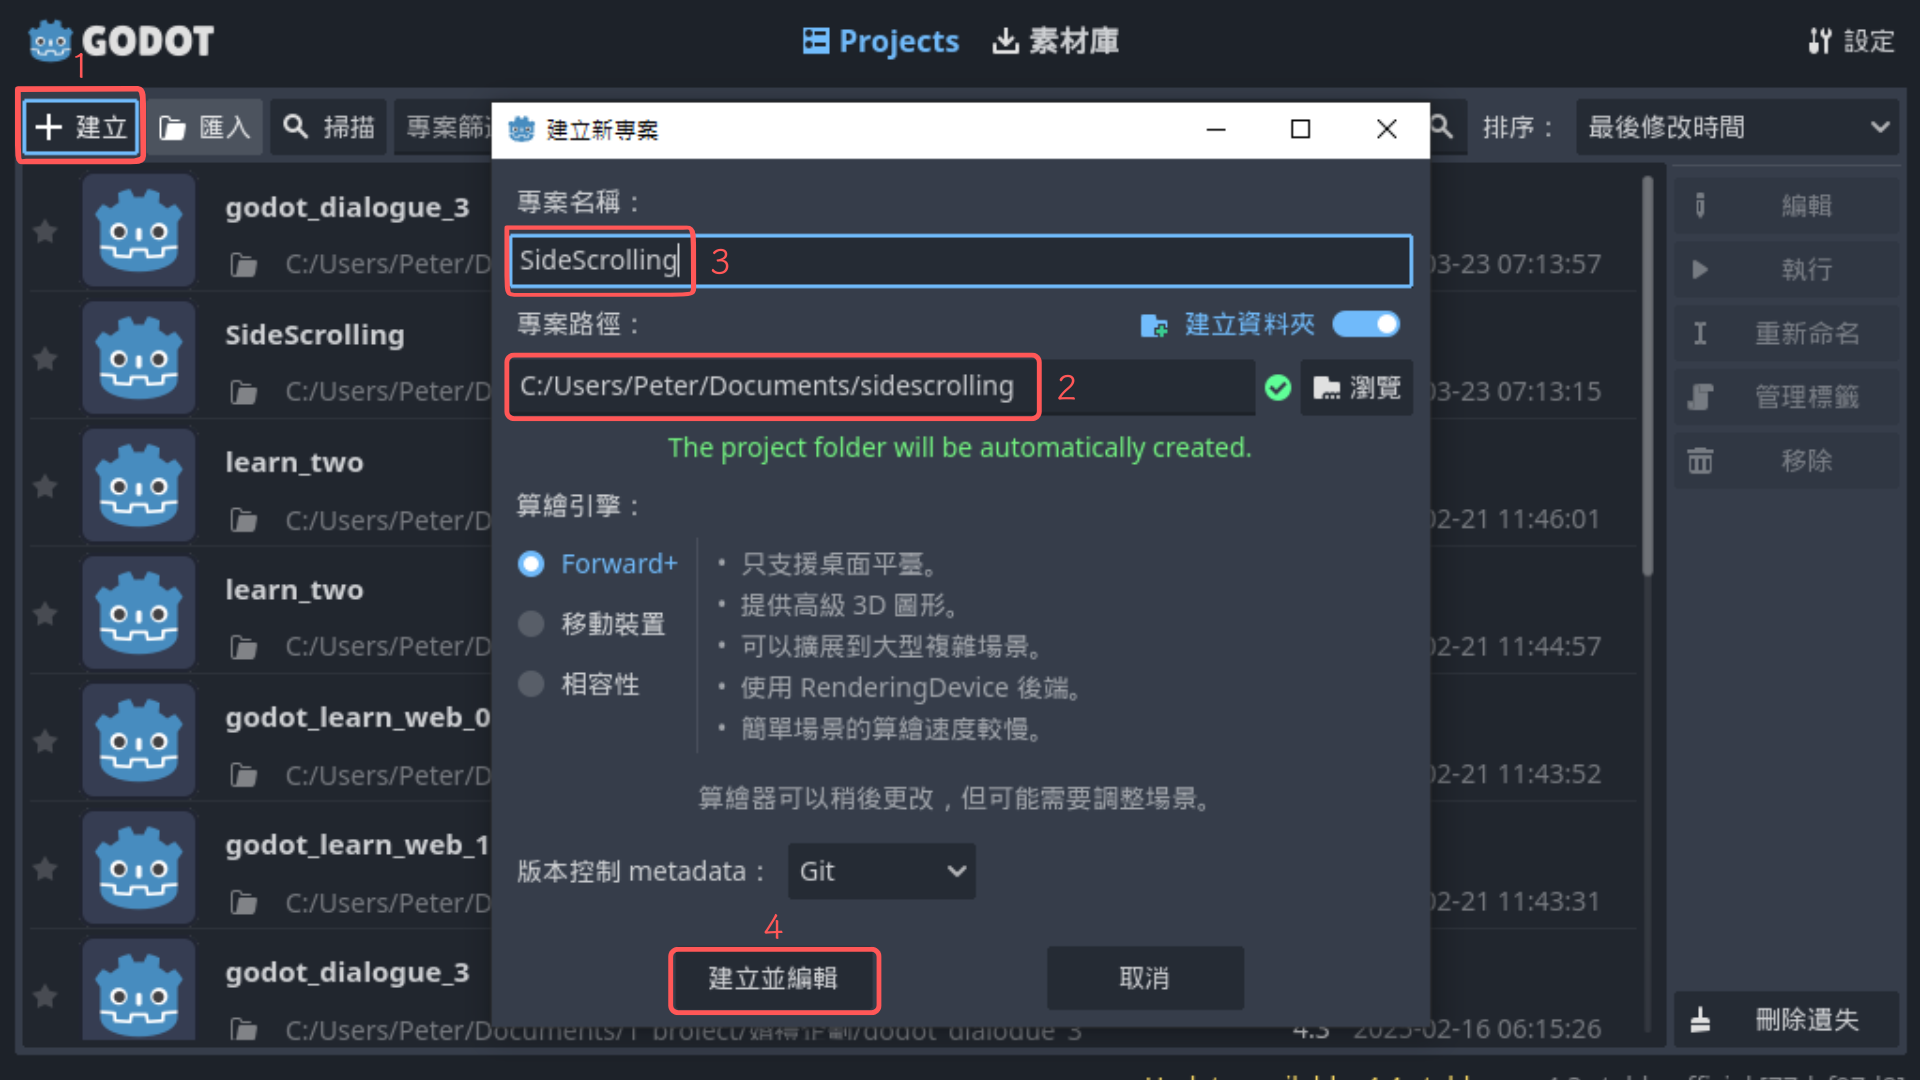 GODOT
Projects
素材庫
設定
1
建立
匯入
掃描
專案篩
排序：
最後修改時間
建立新專案
專案名稱：
SideScrolling
3
專案路徑：
建立資料夾
C:/Users/Peter/Documents/sidescrolling
2
瀏覽
The project folder will be automatically created.
算繪引擎：
Forward+
移動裝置
相容性
• 只支援桌面平臺。
• 提供高級 3D 圖形。
• 可以擴展到大型複雜場景。
• 使用 RenderingDevice 後端。
• 簡單場景的算繪速度較慢。
算繪器可以稍後更改，但可能需要調整場景。
版本控制 metadata：
Git
4
建立並編輯
取消
godot_dialogue_3
C:/Users/Peter/D
03-23 07:13:57
SideScrolling
C:/Users/Peter/D
03-23 07:13:15
learn_two
C:/Users/Peter/D
02-21 11:46:01
learn_two
C:/Users/Peter/D
02-21 11:44:57
godot_learn_web_0
C:/Users/Peter/D
02-21 11:43:52
godot_learn_web_1
C:/Users/Peter/D
02-21 11:43:31
godot_dialogue_3
C:/Users/Peter/Documents/1_project/婚禮企劃/godot_dialogue_3
4.3
2025-02-16 06:15:26
編輯
執行
重新命名
管理標籤
移除
刪除遺失